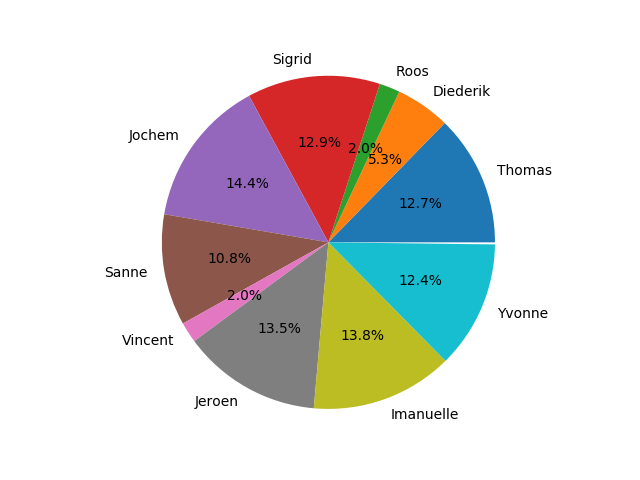 Sigrid
Roos
Diederik
Jochem
Thomas
12.9%
2.0%
5.3%
14.4%
12.7%
10.8%
Sanne
12.4%
2.0%
Yvonne
Vincent
13.5%
13.8%
Jeroen
Imanuelle